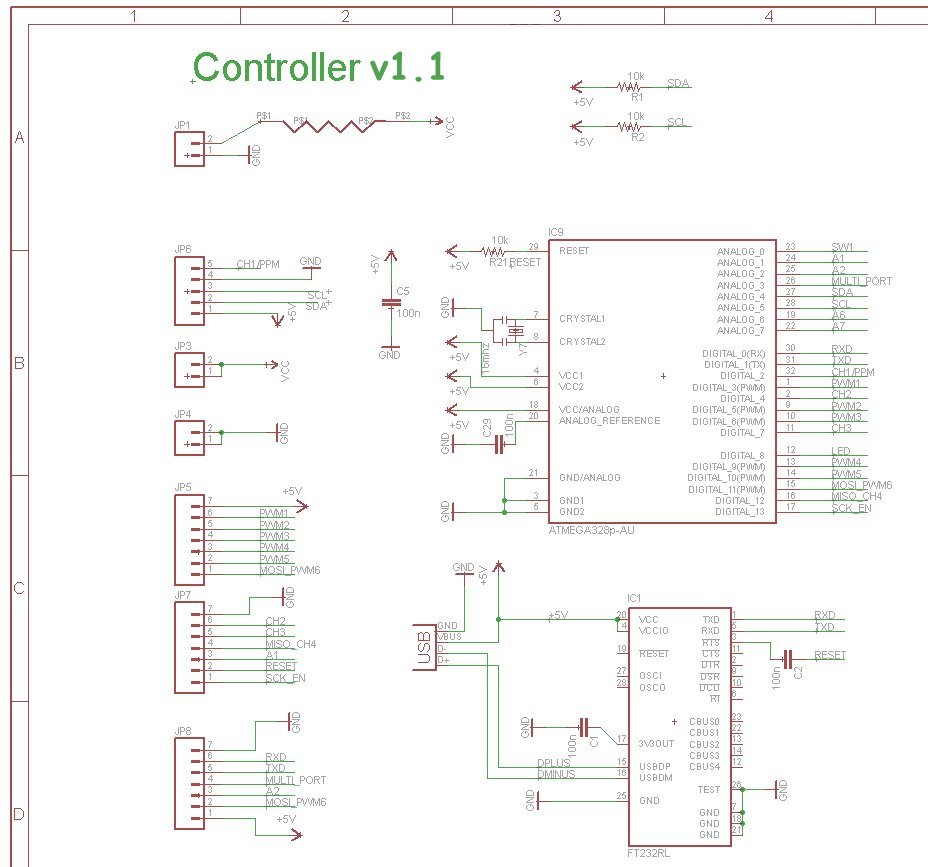 1 2 3 4
A
B
C
D
Controller v1.1
JP1
2
1
GND
P$1 P$1 P$2 P$2
VCC
10k
SDA
+5V R1
10k
SCL
+5V R2
JP6
5 CH1/PPM GND
4
3 SCL
2 SDA
1 +5V
+5V
C5
100n
GND
JP3
2
1
VCC
JP4
2
1
GND
JP5
7 +5V
6 PWM1
5 PWM2
4 PWM3
3 PWM4
2 PWM5
1 MOSI_PWM6
JP7
7 GND
6 CH2
5 CH3
4 MISO_CH4
3 A1
2 RESET
1 SCK_EN
JP8
7 GND
6 RXD
5 TXD
4 MULTI_PORT
3 A2
2 MOSI_PWM6
1 +5V
IC9
10k
+5V R21 RESET 29 RESET
GND
7 CRYSTAL1
8 CRYSTAL2
16mhz Y7
+5V
4 VCC1
6 VCC2
+5V
18 VCC/ANALOG
20 ANALOG_REFERENCE
+5V
GND C29 100n
21 GND/ANALOG
3 GND1
5 GND2
GND
ANALOG_0 23 SW1
ANALOG_1 24 A1
ANALOG_2 25 A2
ANALOG_3 26 MULTI_PORT
ANALOG_4 27 SDA
ANALOG_5 28 SCL
ANALOG_6 19 A6
ANALOG_7 22 A7
DIGITAL_0(RX) 30 RXD
DIGITAL_1(TX) 31 TXD
DIGITAL_2 32 CH1/PPM
DIGITAL_3(PWM) 1 PWM1
DIGITAL_4 2 CH2
DIGITAL_5(PWM) 9 PWM2
DIGITAL_6(PWM) 10 PWM3
DIGITAL_7 11 CH3
DIGITAL_8 12 LED
DIGITAL_9(PWM) 13 PWM4
DIGITAL_10(PWM) 14 PWM5
DIGITAL_11(PWM) 15 MOSI_PWM6
DIGITAL_12 16 MISO_CH4
DIGITAL_13 17 SCK_EN
ATMEGA328p-AU
GND
+5V
USB
GND
VBUS
D-
D+
IC1
+5V
20 VCC
4 VCCIO
19 RESET
27 OSCI
28 OSCO
GND 100n C1
17 3V3OUT
DPLUS 15 USBDP
DMINUS 16 USBDM
GND 25 GND
TXD 1 RXD
RXD 5 TXD
RTS 3
CTS 11
DTR 2
DSR 9
DCD 10
RI 6
100n C2 RESET
CBUS0 23
CBUS1 22
CBUS2 13
CBUS3 14
CBUS4 12
TEST 26 GND
GND 7
GND 18
GND 21
FT232RL